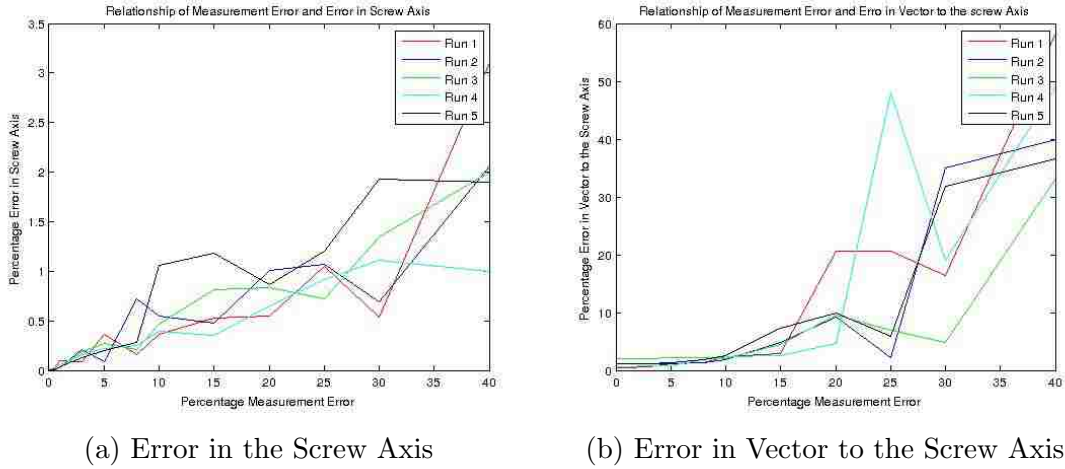 Relationship of Measurement Error and Error in Screw Axis
3.5
3
2.5
2
1.5
1
0.5
0
0
5
10
15
20
25
30
35
40
Percentage Error in Screw Axis
Percentage Measurement Error
Run 1
Run 2
Run 3
Run 4
Run 5
(a) Error in the Screw Axis
Relationship of Measurement Error and Erro in Vector to the screw Axis
60
50
40
30
20
10
0
0
5
10
15
20
25
30
35
40
Percentage Error in Vector to the Screw Axis
Percentage Measurement Error
Run 1
Run 2
Run 3
Run 4
Run 5
(b) Error in Vector to the Screw Axis